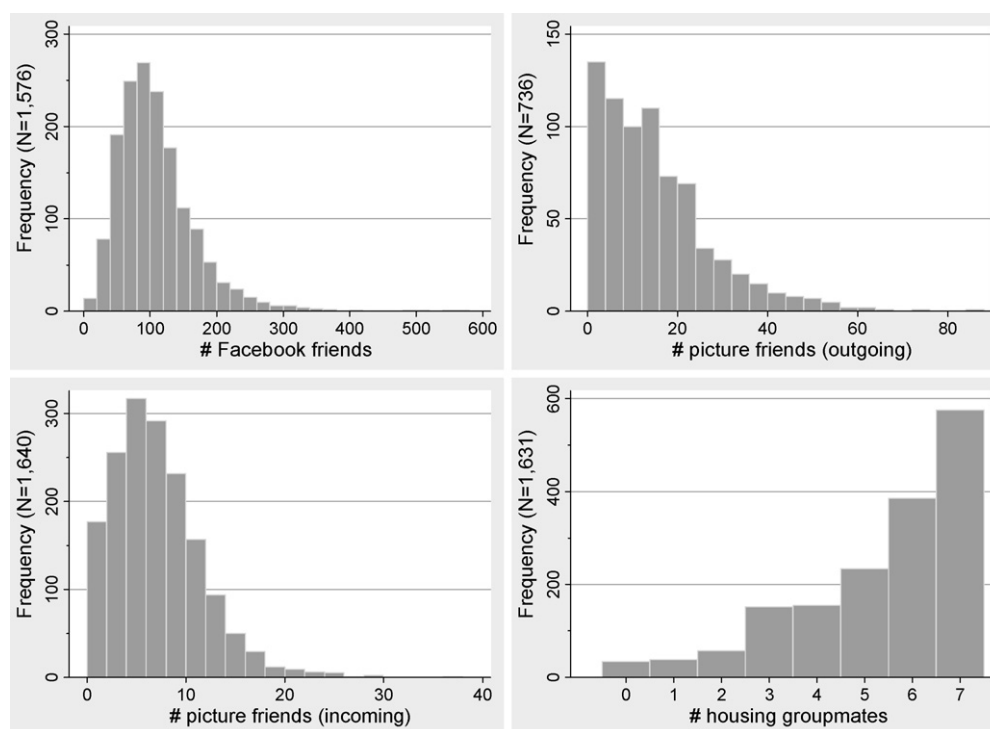 Frequency (N=1,576)
300
200
100
0
0 100 200 300 400 500 600
# Facebook friends
Frequency (N=736)
150
100
50
0
0 20 40 60 80
# picture friends (outgoing)
Frequency (N=1,640)
300
200
100
0
0 10 20 30 40
# picture friends (incoming)
Frequency (N=1,631)
600
400
200
0
0 1 2 3 4 5 6 7
# housing groupmates